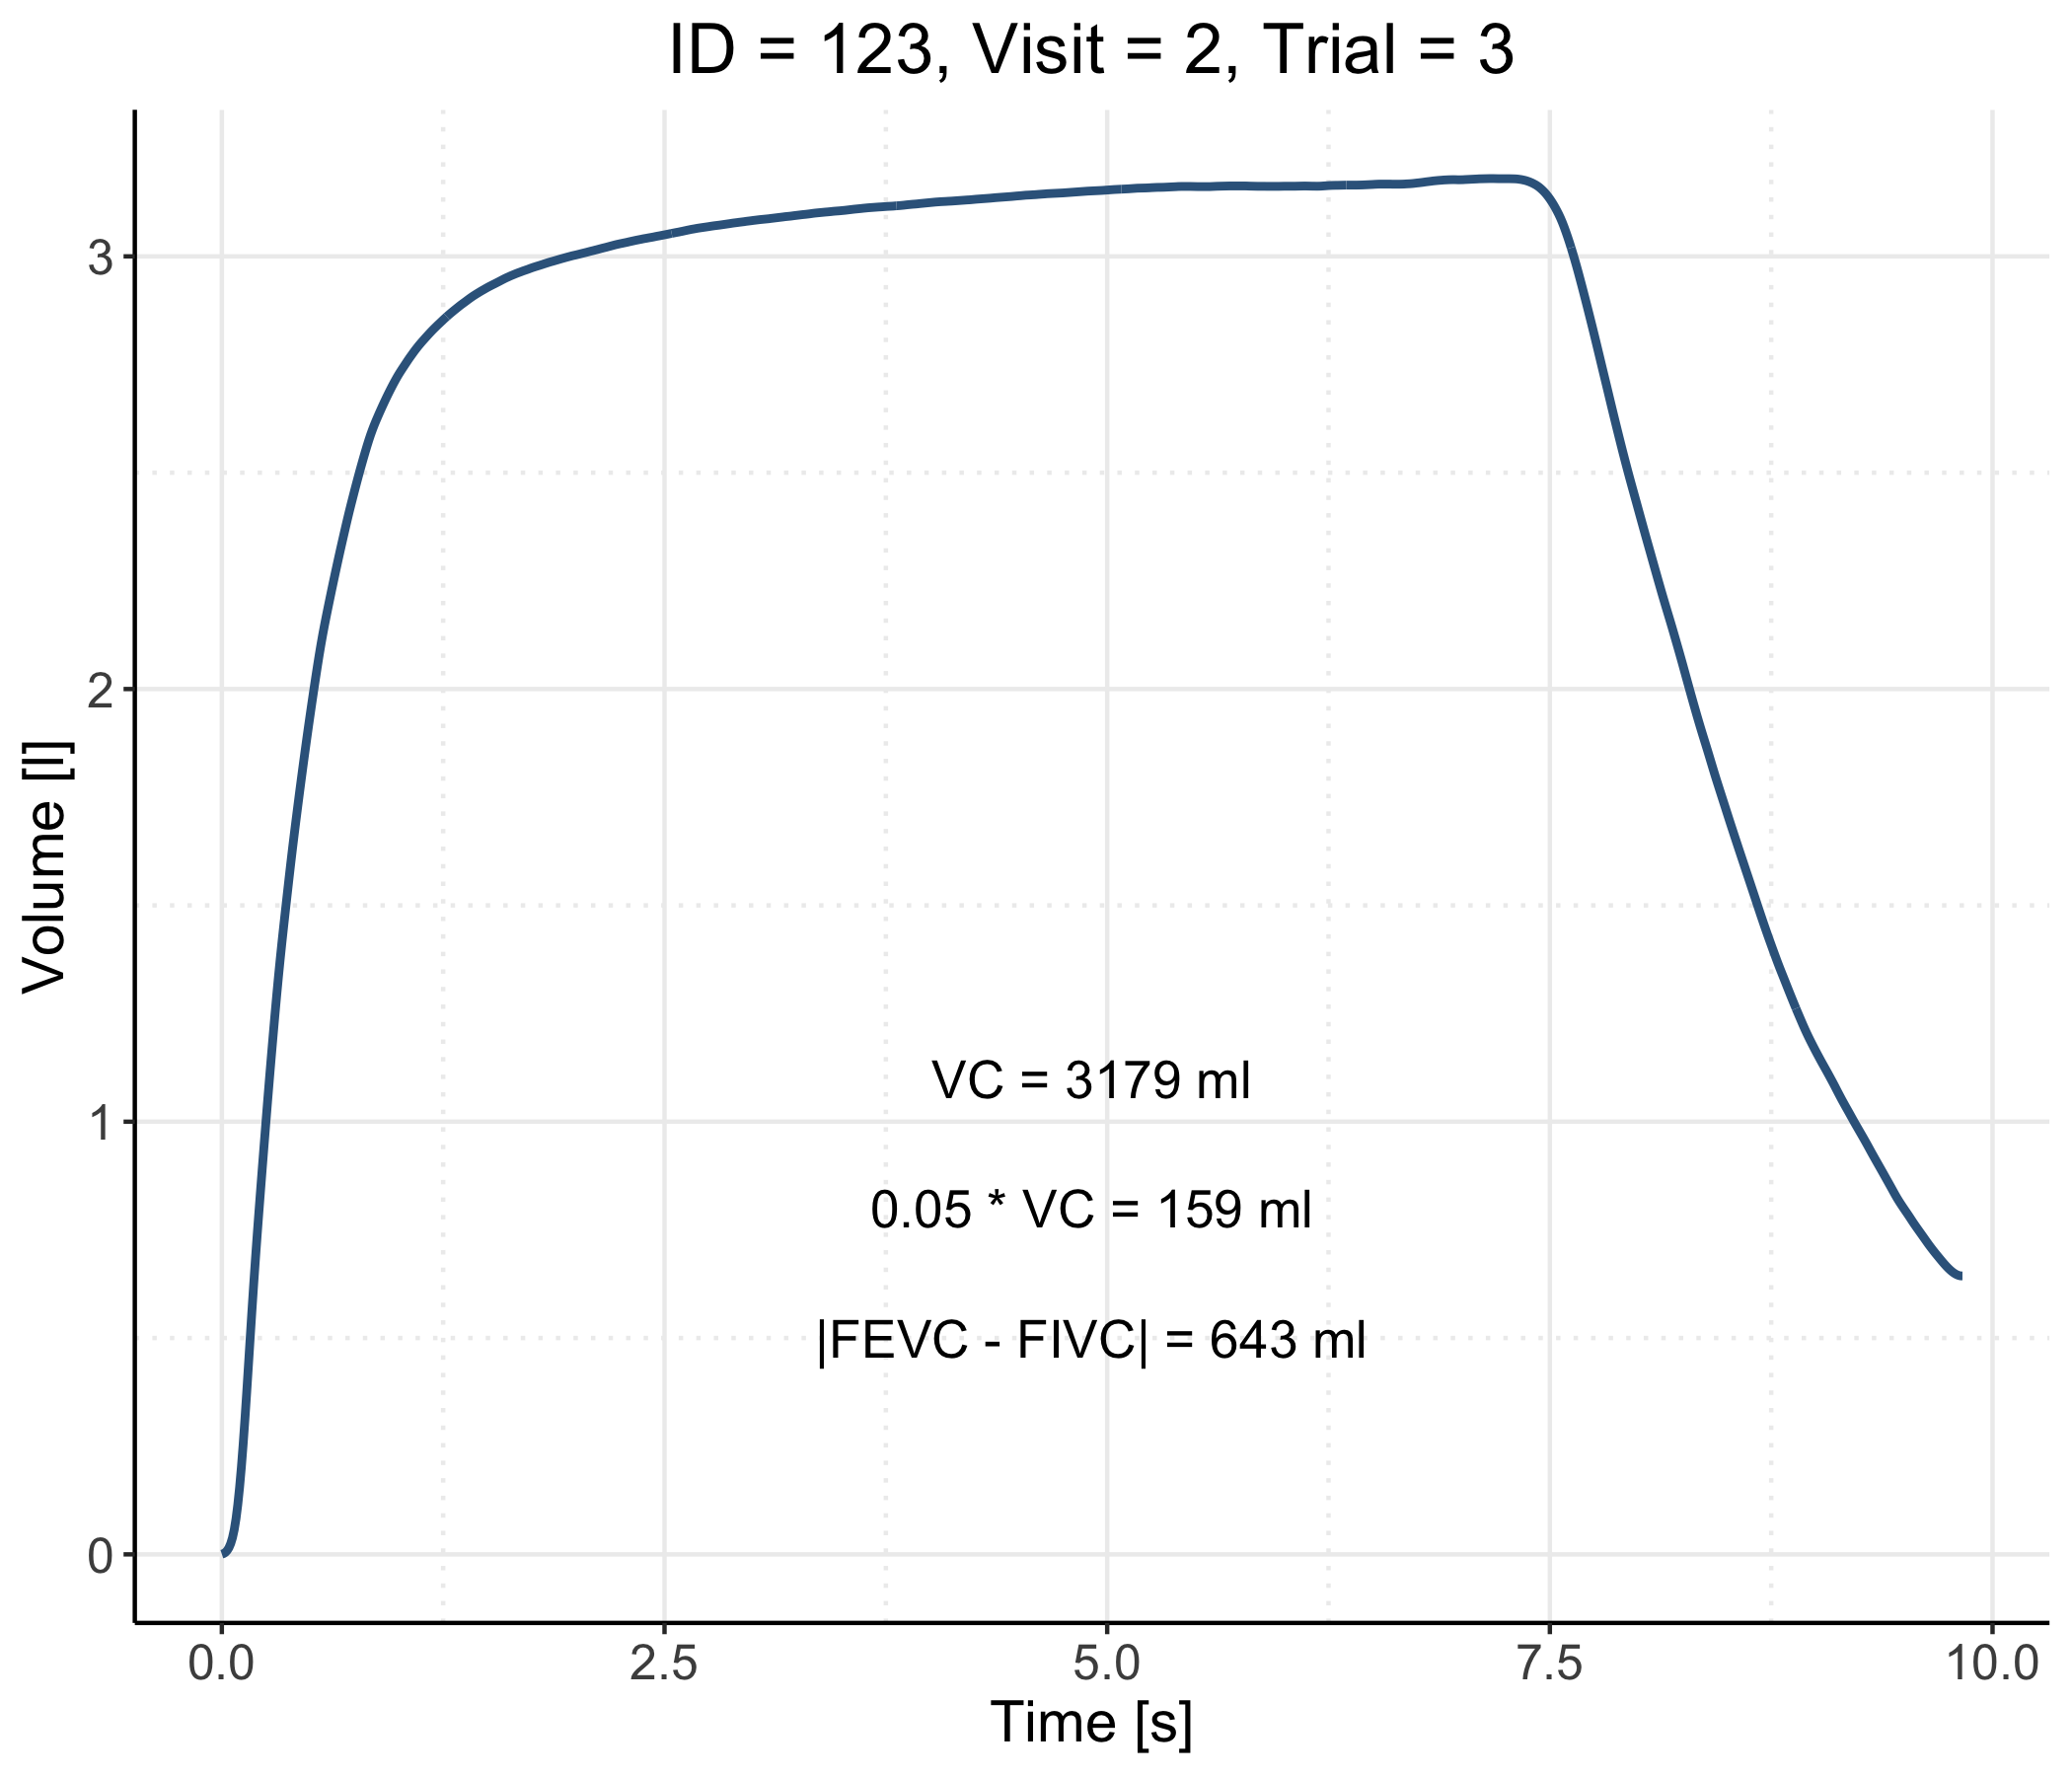 ID = 123, Visit = 2, Trial = 3
3
2
1
0
Volume [l]
VC = 3179 ml
0.05 * VC = 159 ml
|FEVC - FIVC| = 643 ml
0.0 2.5 5.0 7.5 10.0
Time [s]